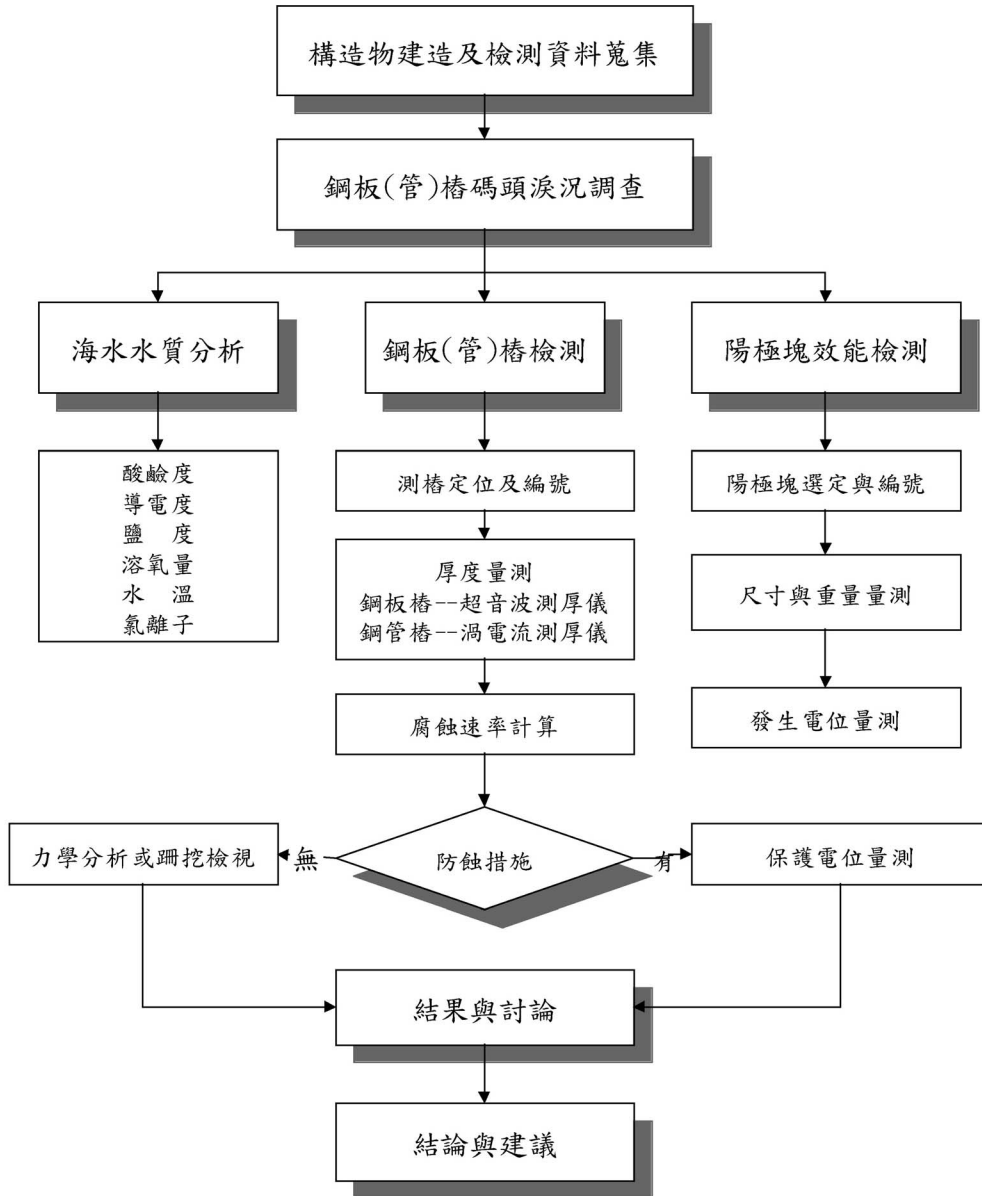 構造物建造及檢測資料蒐集
鋼板(管)樁碼頭淚況調查
海水水質分析
鋼板(管)樁檢測
陽極塊效能檢測
酸鹼度
導電度
鹽 度
溶氧量
水 溫
氯離子
測樁定位及編號
陽極塊選定與編號
厚度量測
鋼板樁--超音波測厚儀
鋼管樁--渦電流測厚儀
尺寸與重量量測
腐蝕速率計算
發生電位量測
力學分析或跚挖檢視
無
防蝕措施
有
保護電位量測
結果與討論
結論與建議